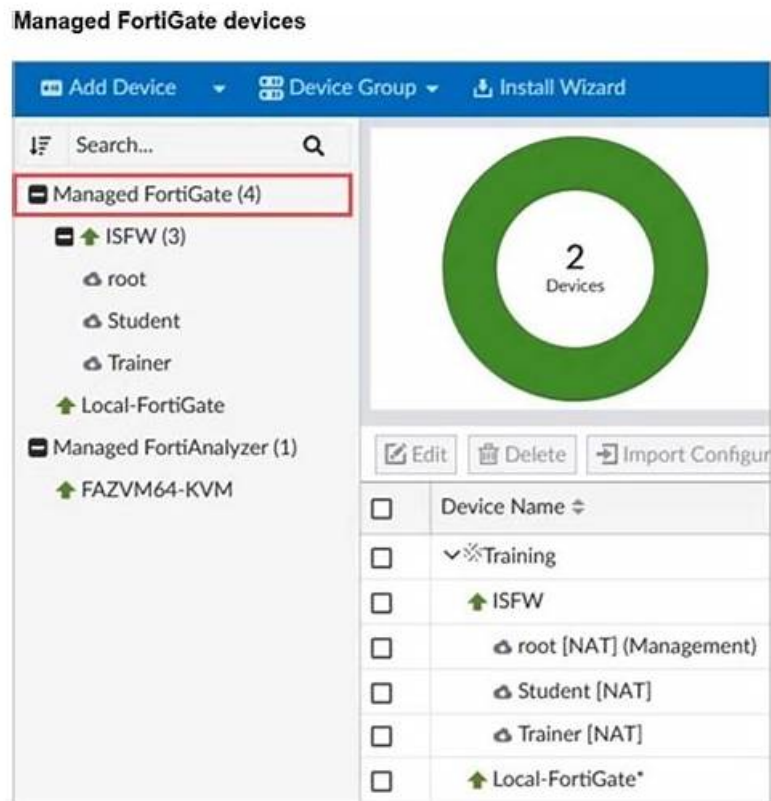 Managed FortiGate devices
Add Device
Device Group
Install Wizard
Search...
Managed FortiGate (4)
ISFW (3)
root
Student
Trainer
Local-FortiGate
Managed FortiAnalyzer (1)
FAZVM64-KVM
2
Devices
Edit
Delete
Import Configur
Device Name
Training
ISFW
root [NAT] (Management)
Student [NAT]
Trainer [NAT]
Local-FortiGate*